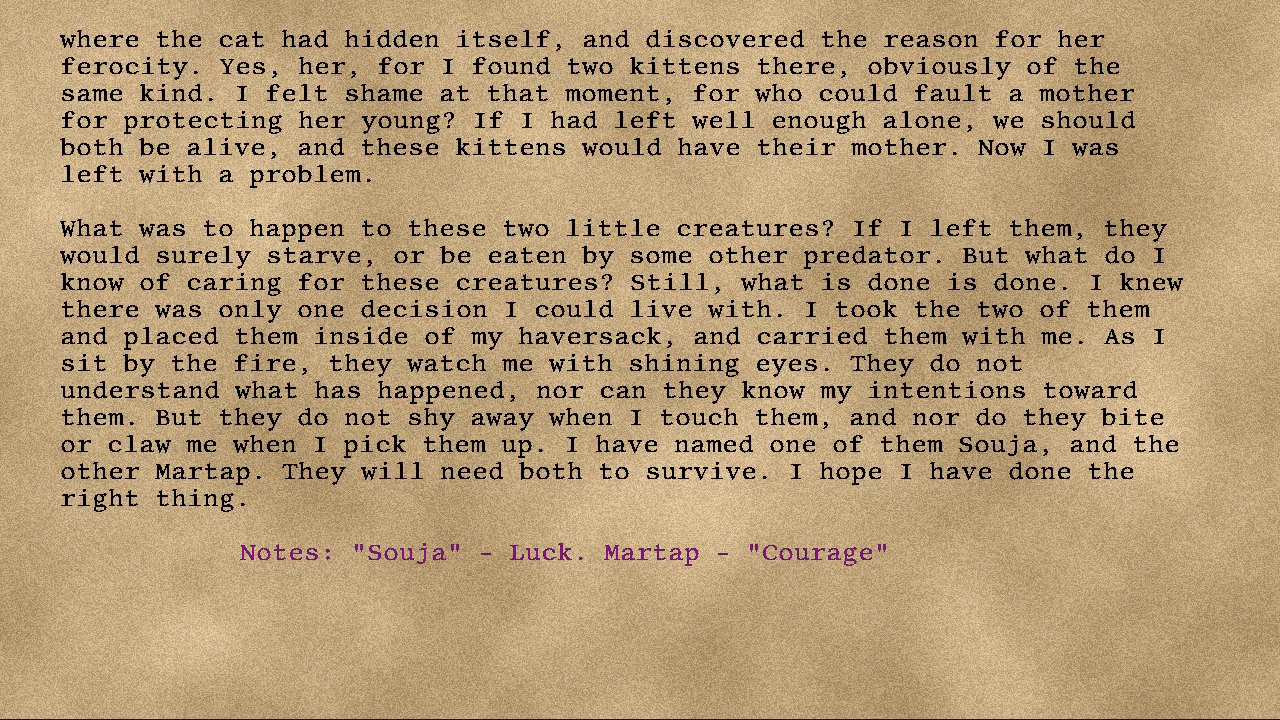 where the cat had hidden itself, and discovered the reason for her
ferocity. Yes, her, for I found two kittens there, obviously of the
same kind. I felt shame at that moment, for who could fault a mother
for protecting her young? If I had left well enough alone, we should
both be alive, and these kittens would have their mother. Now I was
left with a problem.
What was to happen to these two little creatures? If I left them, they
would surely starve, or be eaten by some other predator. But what do I
know of caring for these creatures? Still, what is done is done. I knew
there was only one decision I could live with. I took the two of them
and placed them inside of my haversack, and carried them with me. As I
sit by the fire, they watch me with shining eyes. They do not
understand what has happened, nor can they know my intentions toward
them. But they do not shy away when I touch them, and nor do they bite
or claw me when I pick them up. I have named one of them Souja, and the
other Martap. They will need both to survive. I hope I have done the
right thing.
Notes: "Souja" - Luck. Martap - "Courage"